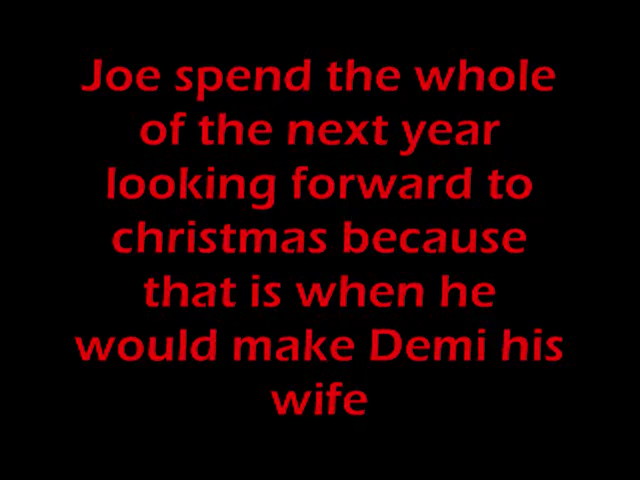 Joe spend the whole
of the next year
looking forward to
christmas because
that is when he
would make Demi his
wife